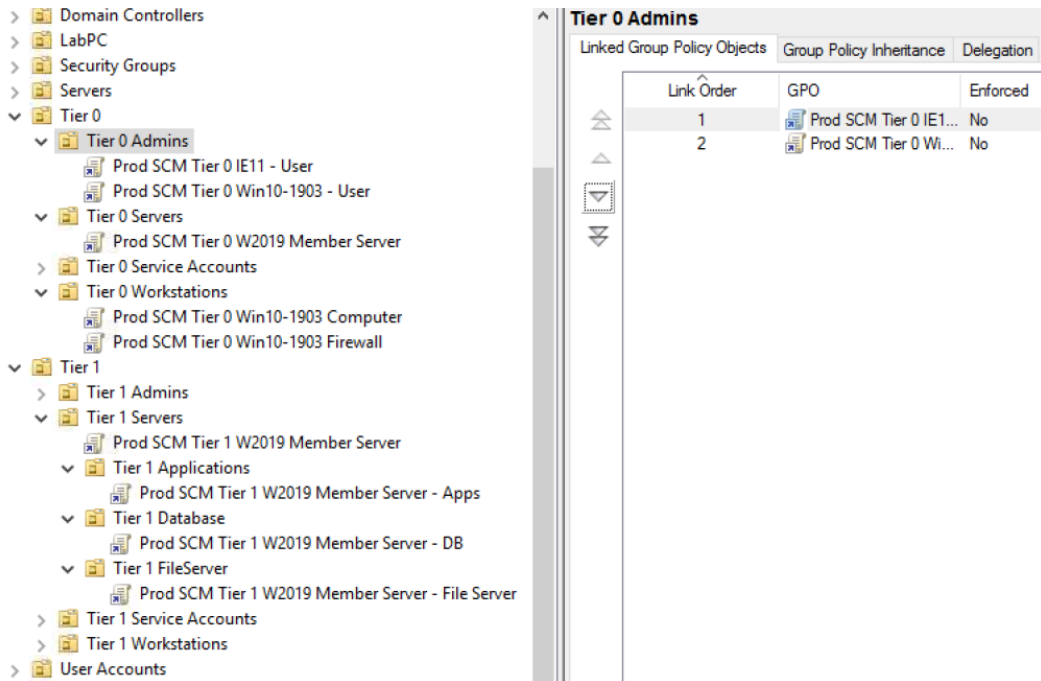 Domain Controllers
LabPC
Security Groups
Servers
Tier 0
Tier 0 Admins
Prod SCM Tier 0 IE11 - User
Prod SCM Tier 0 Win10-1903 - User
Tier 0 Servers
Prod SCM Tier 0 W2019 Member Server
Tier 0 Service Accounts
Tier 0 Workstations
Prod SCM Tier 0 Win10-1903 Computer
Prod SCM Tier 0 Win10-1903 Firewall
Tier 1
Tier 1 Admins
Tier 1 Servers
Prod SCM Tier 1 W2019 Member Server
Tier 1 Applications
Prod SCM Tier 1 W2019 Member Server - Apps
Tier 1 Database
Prod SCM Tier 1 W2019 Member Server - DB
Tier 1 FileServer
Prod SCM Tier 1 W2019 Member Server - File Server
Tier 1 Service Accounts
Tier 1 Workstations
User Accounts
Tier 0 Admins
Linked Group Policy Objects Group Policy Inheritance Delegation
Link Order GPO Enforced
1 Prod SCM Tier 0 IE1... No
2 Prod SCM Tier 0 Wi... No